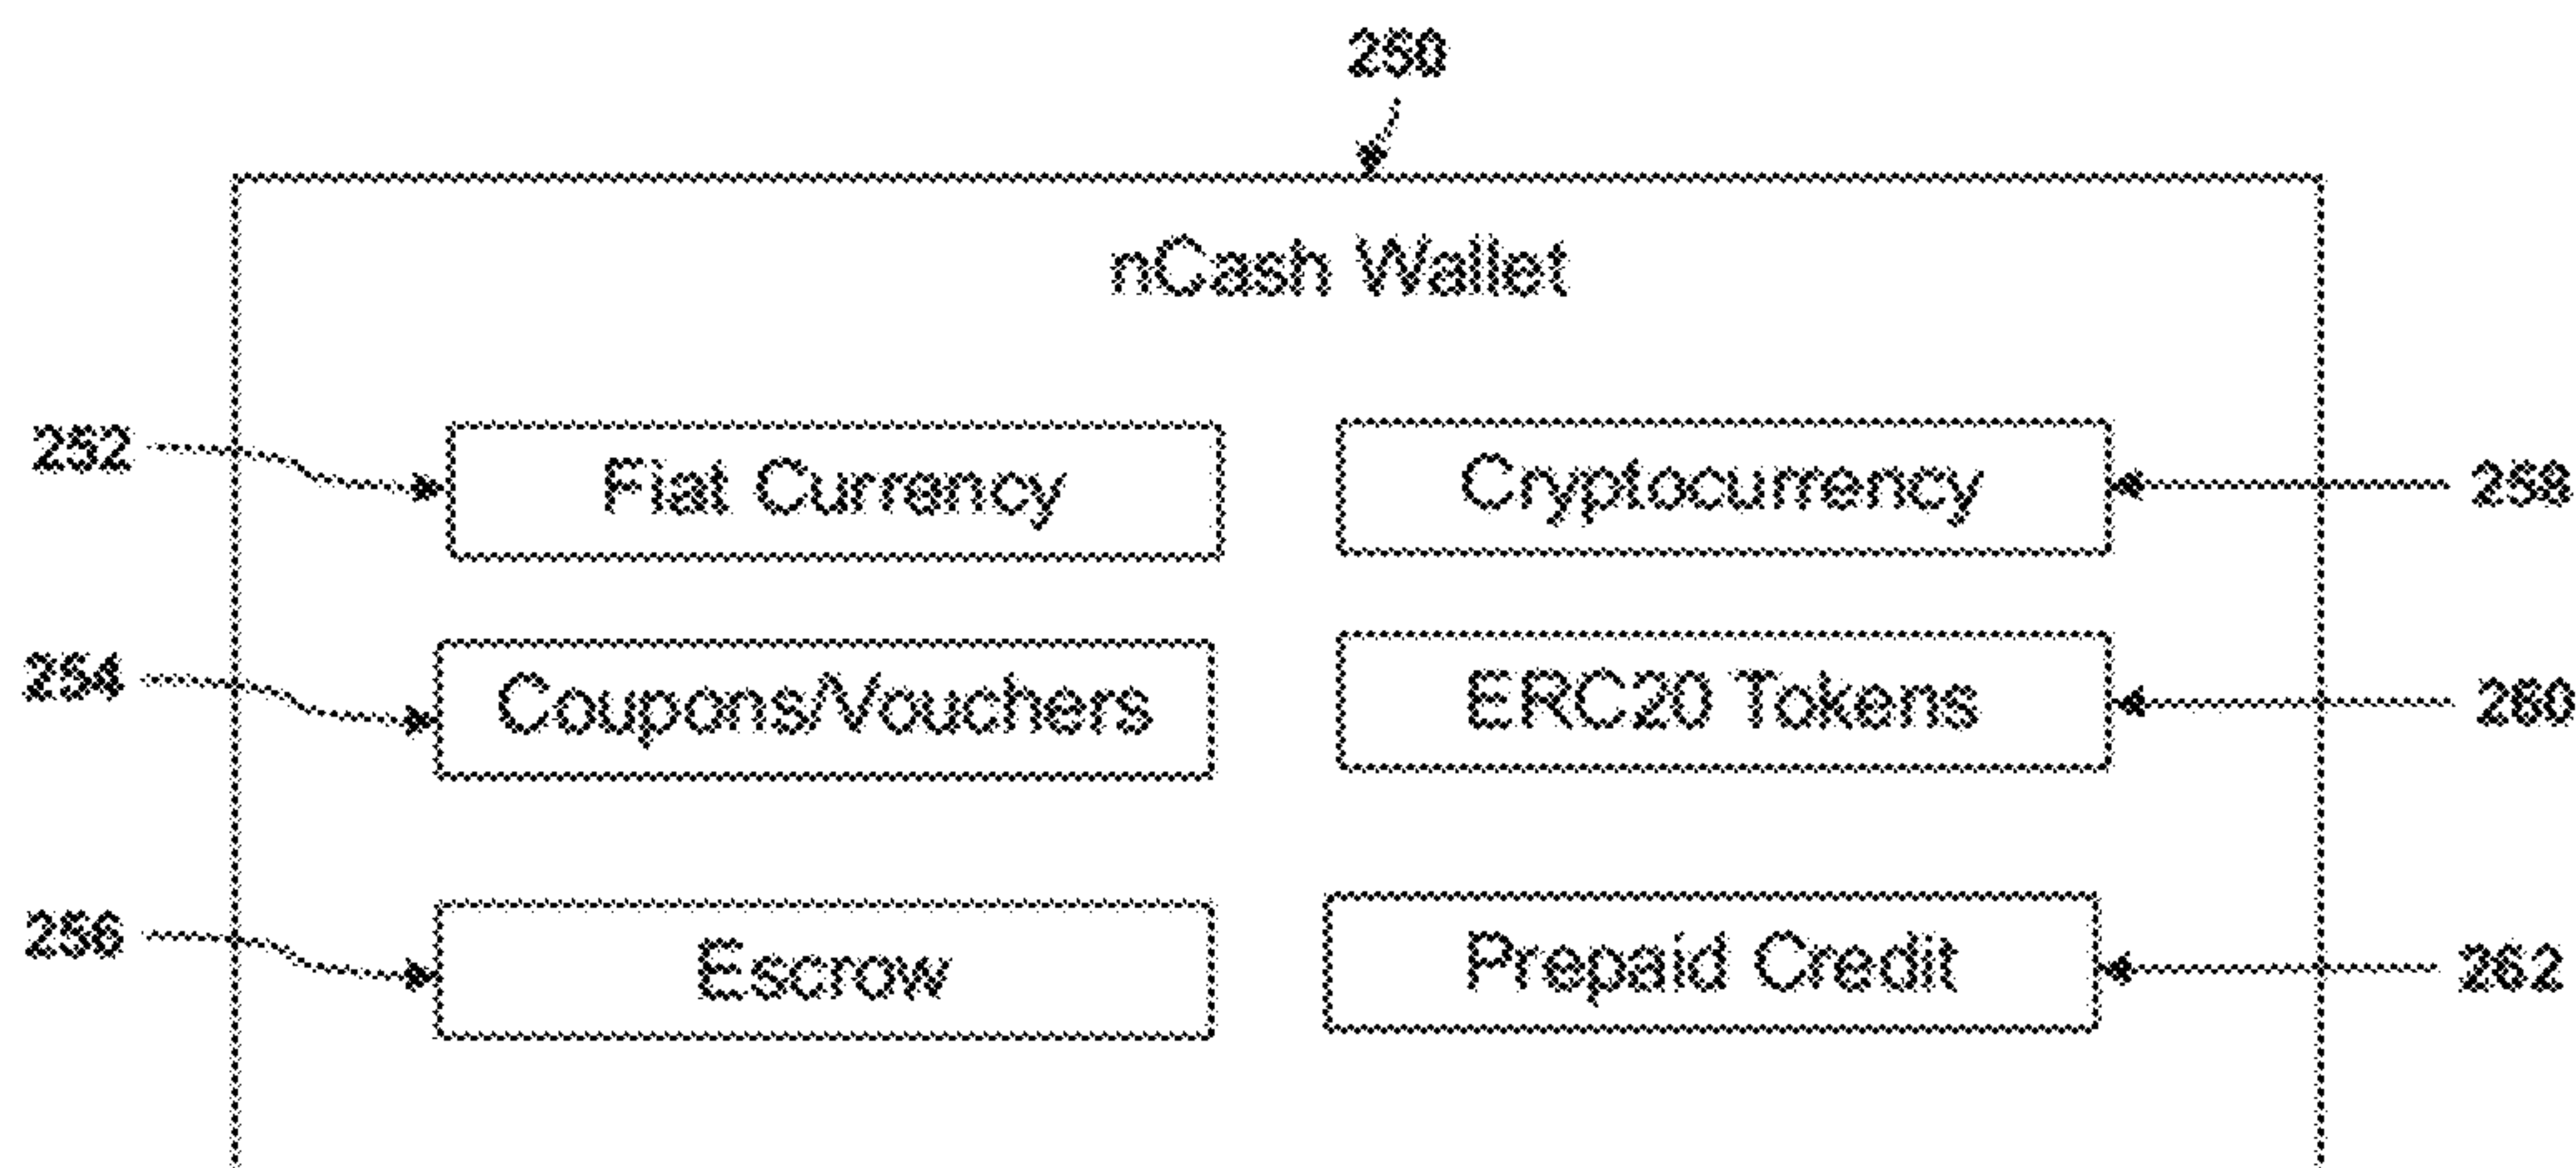 250
nCash Wallet
252
Fiat Currency
Cryptocurrency
258
254
Coupons/Vouchers
ERC20 Tokens
260
256
Escrow
Prepaid Credit
262